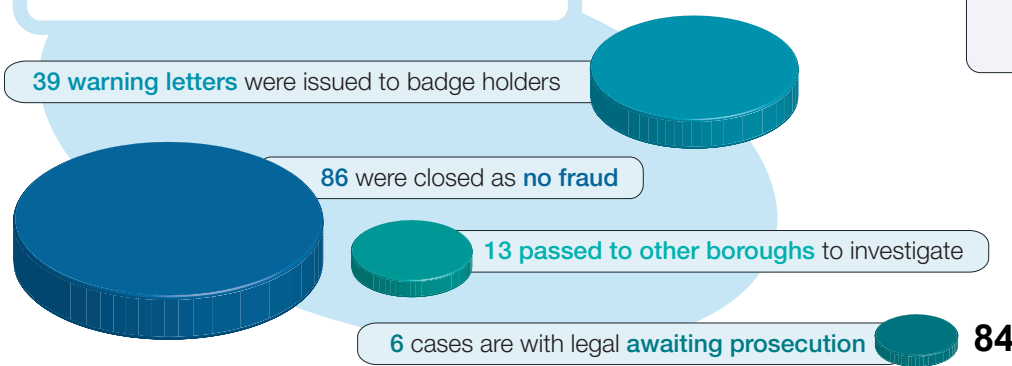 39 warning letters were issued to badge holders
86 were closed as no fraud
13 passed to other boroughs to investigate
6 cases are with legal awaiting prosecution
84